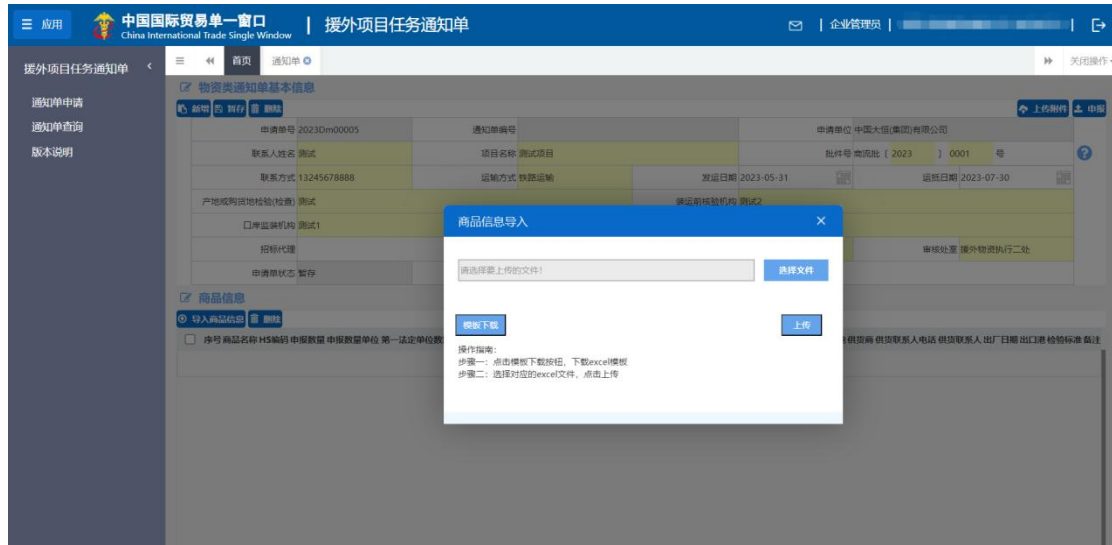 应用
中国国际贸易单一窗口
China International Trade Single Window
援外项目任务通知单
企业管理员
援外项目任务通知单
首页 通知单
关闭操作
通知单申请
通知单查询
版本说明
物资类通知单基本信息
新增 暂存 删除 上传附件 申报
申请单号 2023Dm00005 通知单编号 申请单位 中国大恒(集团)有限公司
联系人姓名 测试 项目名称 测试项目 批件号 商流批 [ 2023 ] 0001 号
联系方式 13245678888 运输方式 铁路运输 发运日期 2023-05-31 运抵日期 2023-07-30
产地或购货地检验(检查) 测试 装运前核验机构 测试2
口岸监装机构 测试1
招标代理 审核处室 援外物资执行二处
申请单状态 暂存
商品信息导入
请选择要上传的文件!
选择文件
模板下载
上传
操作指南:
步骤一：点击模板下载按钮，下载excel模板
步骤二：选择对应的excel文件，点击上传
商品信息
导入商品信息 删除
序号 商品名称 HS编码 申报数量 申报数量单位 第一法定单位数 供货商 供货联系人电话 供货联系人 出厂日期 出口港 检验标准 备注